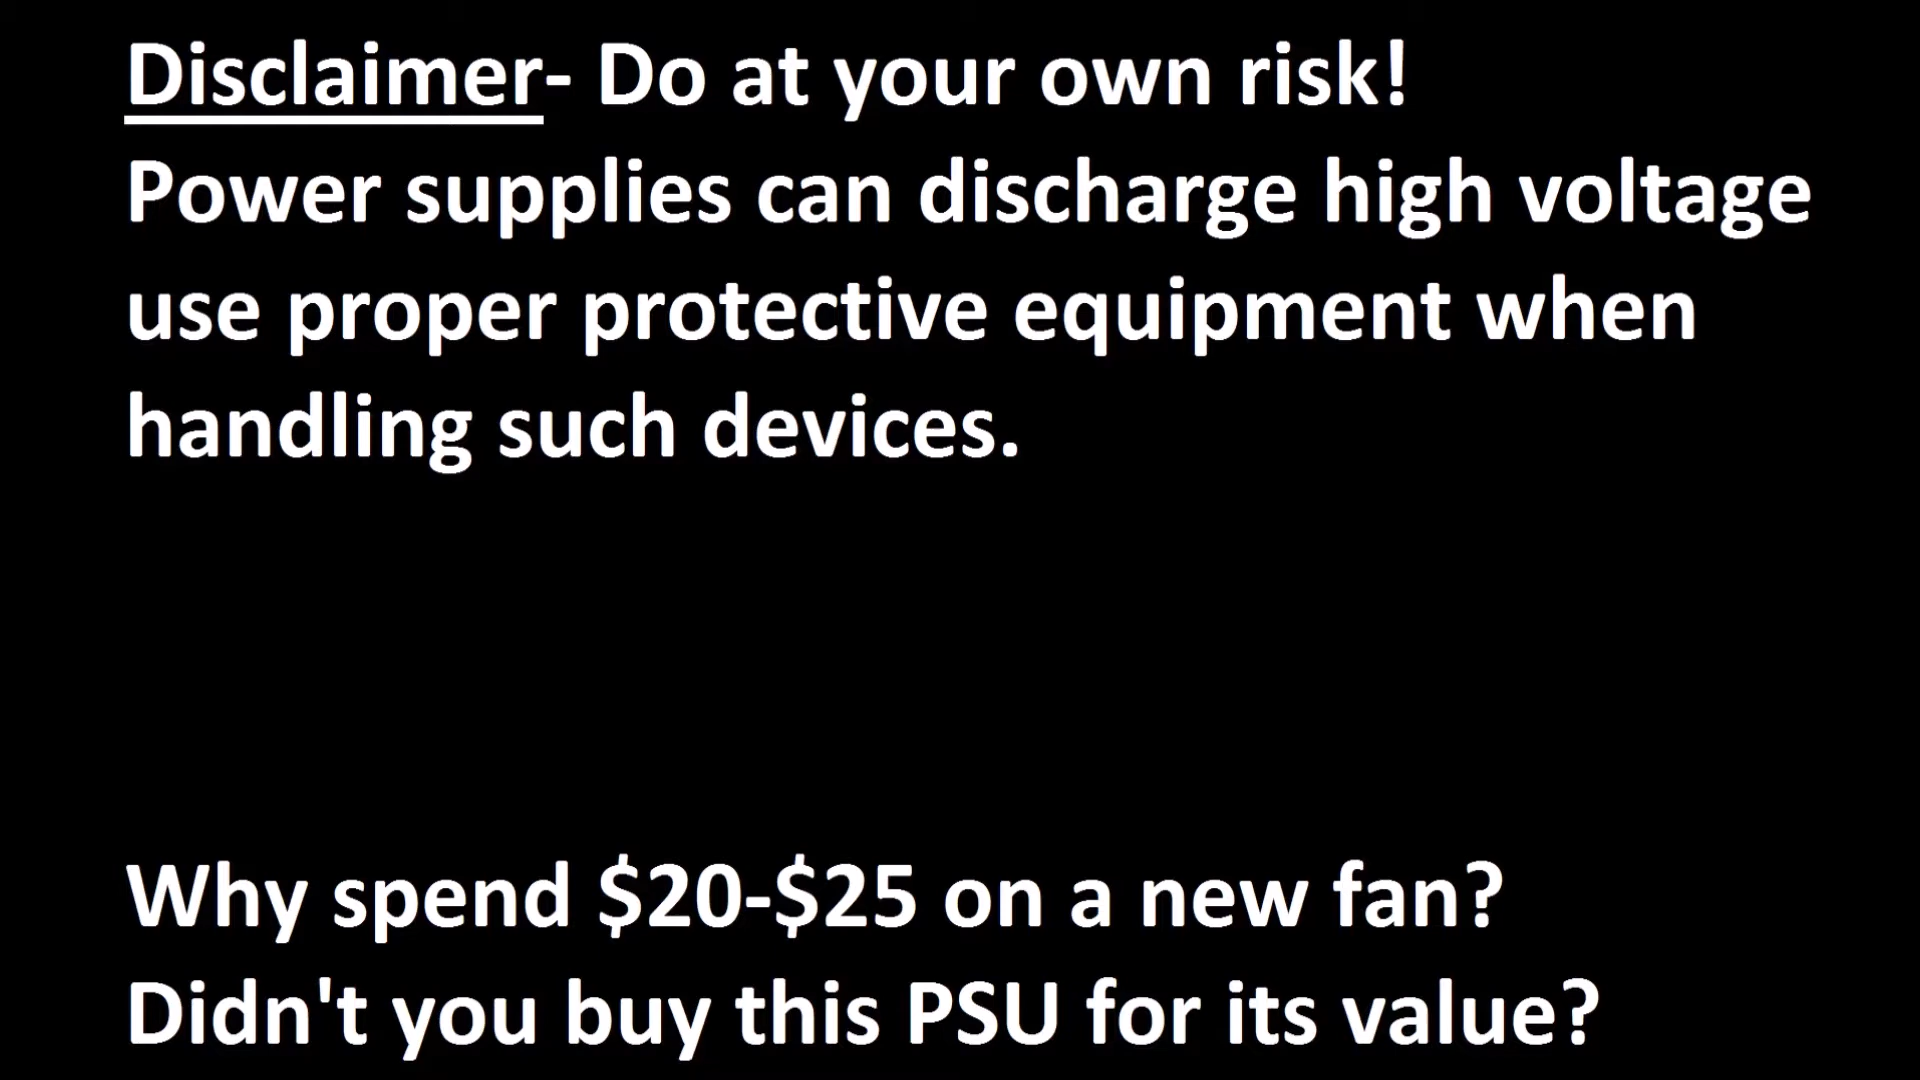 Disclaimer- Do at your own risk!
Power supplies can discharge high voltage
use proper protective equipment when
handling such devices.
Why spend $20-$25 on a new fan?
Didn't you buy this PSU for its value?